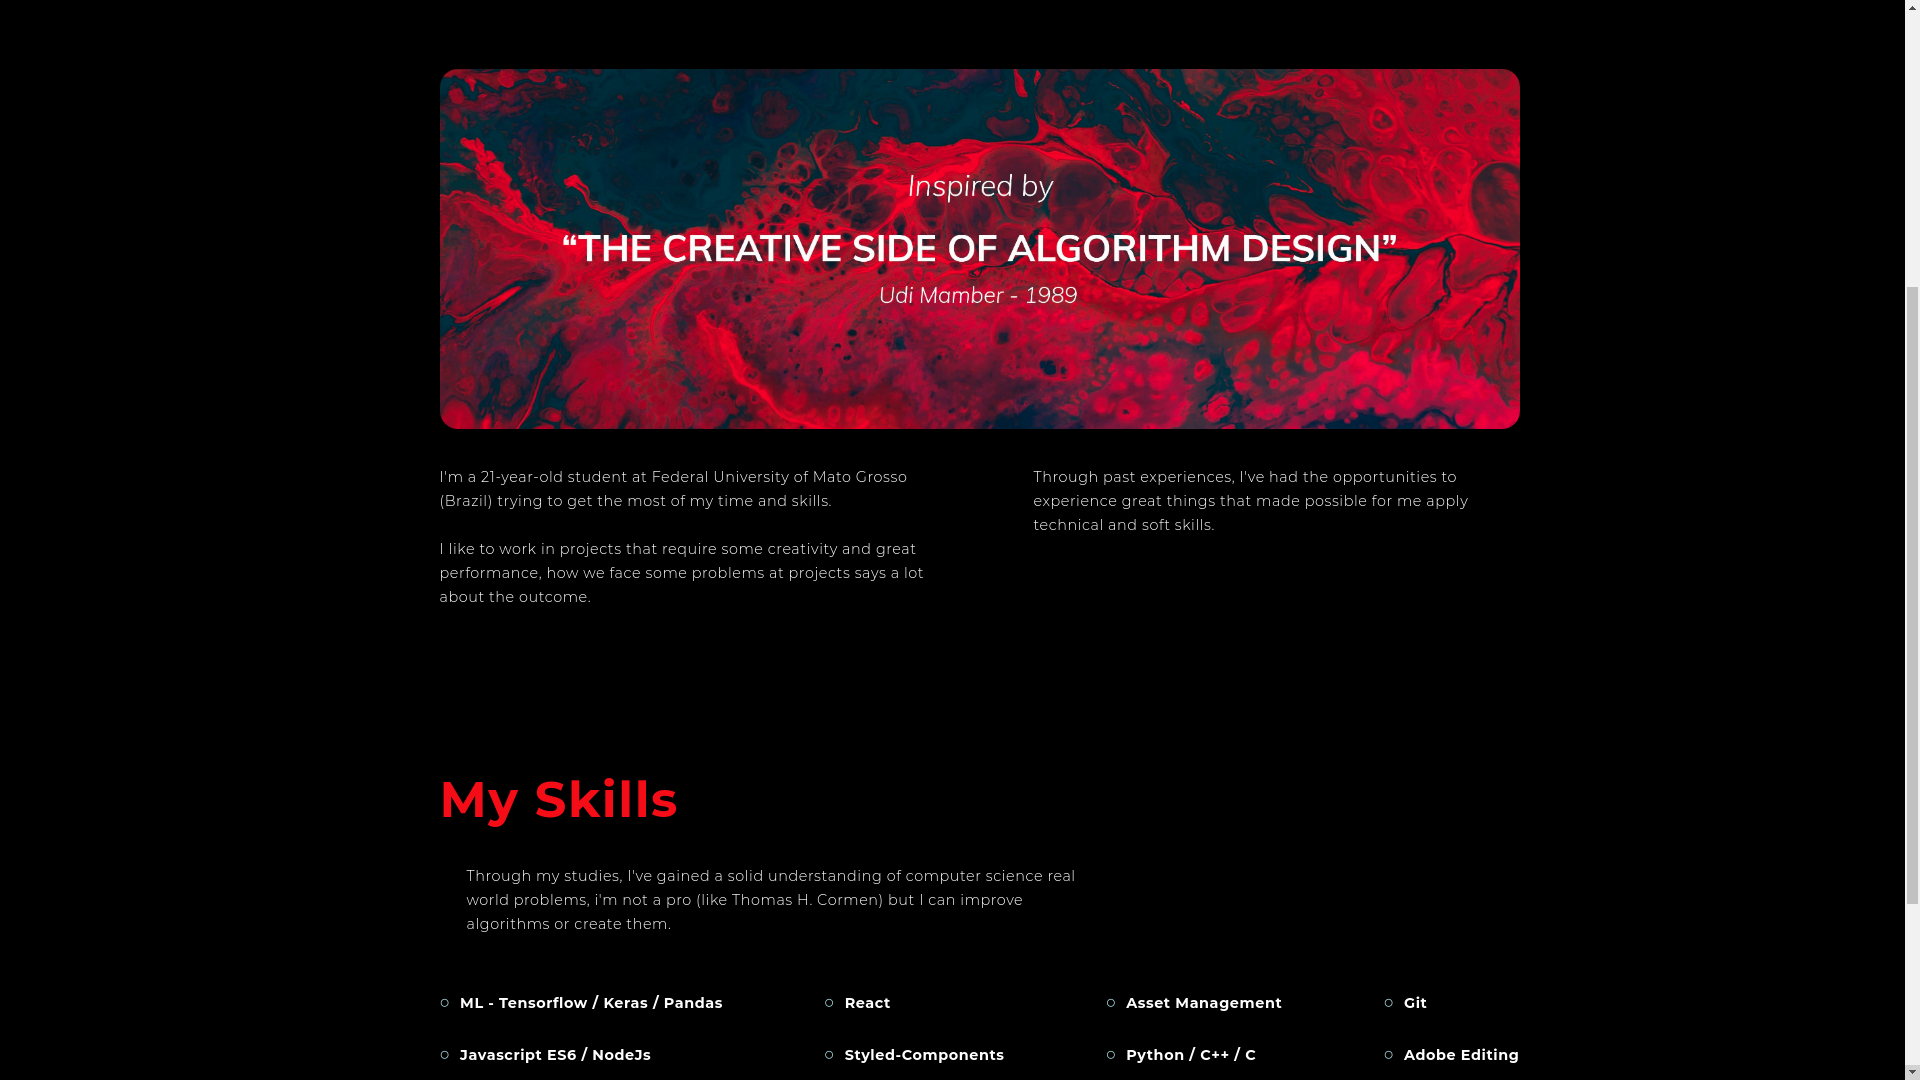 Inspired by
“THE CREATIVE SIDE OF ALGORITHM DESIGN”
Udi Mamber - 1989
I'm a 21-year-old student at Federal University of Mato Grosso
(Brazil) trying to get the most of my time and skills.
I like to work in projects that require some creativity and great
performance, how we face some problems at projects says a lot
about the outcome.
Through past experiences, I've had the opportunities to
experience great things that made possible for me apply
technical and soft skills.
My Skills
Through my studies, I've gained a solid understanding of computer science real
world problems, i'm not a pro (like Thomas H. Cormen) but I can improve
algorithms or create them.
ML - Tensorflow / Keras / Pandas
React
Asset Management
Git
Javascript ES6 / NodeJs
Styled-Components
Python / C++ / C
Adobe Editing